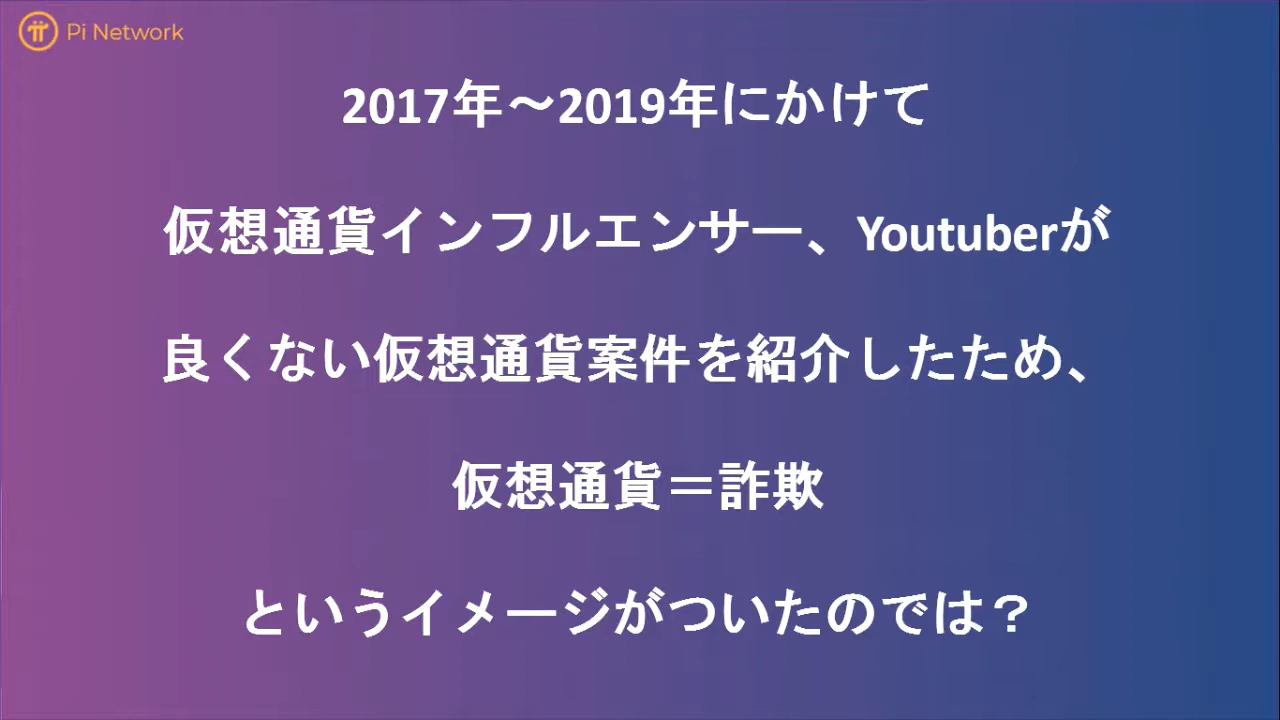 Pi Network
2017年～2019年にかけて
仮想通貨インフルエンサー、Youtuberが
良くない仮想通貨案件を紹介したため、
仮想通貨＝詐欺
というイメージがついたのでは？